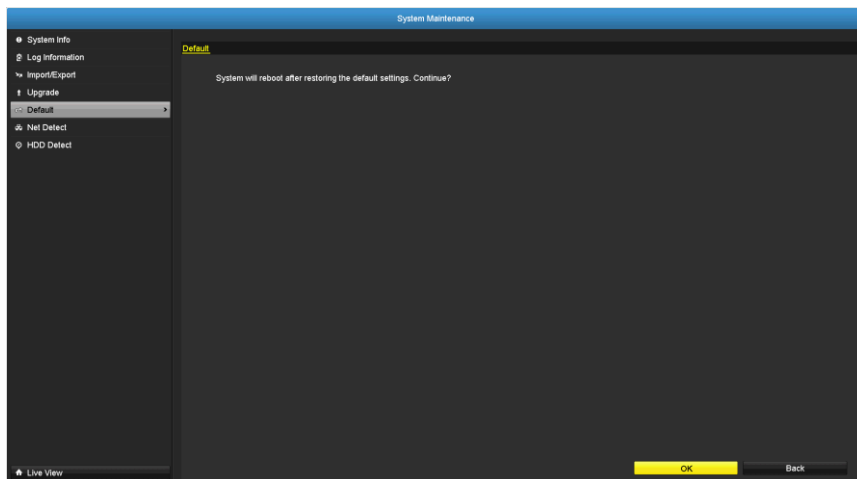 System Maintenance
System Info
Log Information
Import/Export
Upgrade
Default
Net Detect
HDD Detect
Live View
Default
System will reboot after restoring the default settings. Continue?
OK
Back